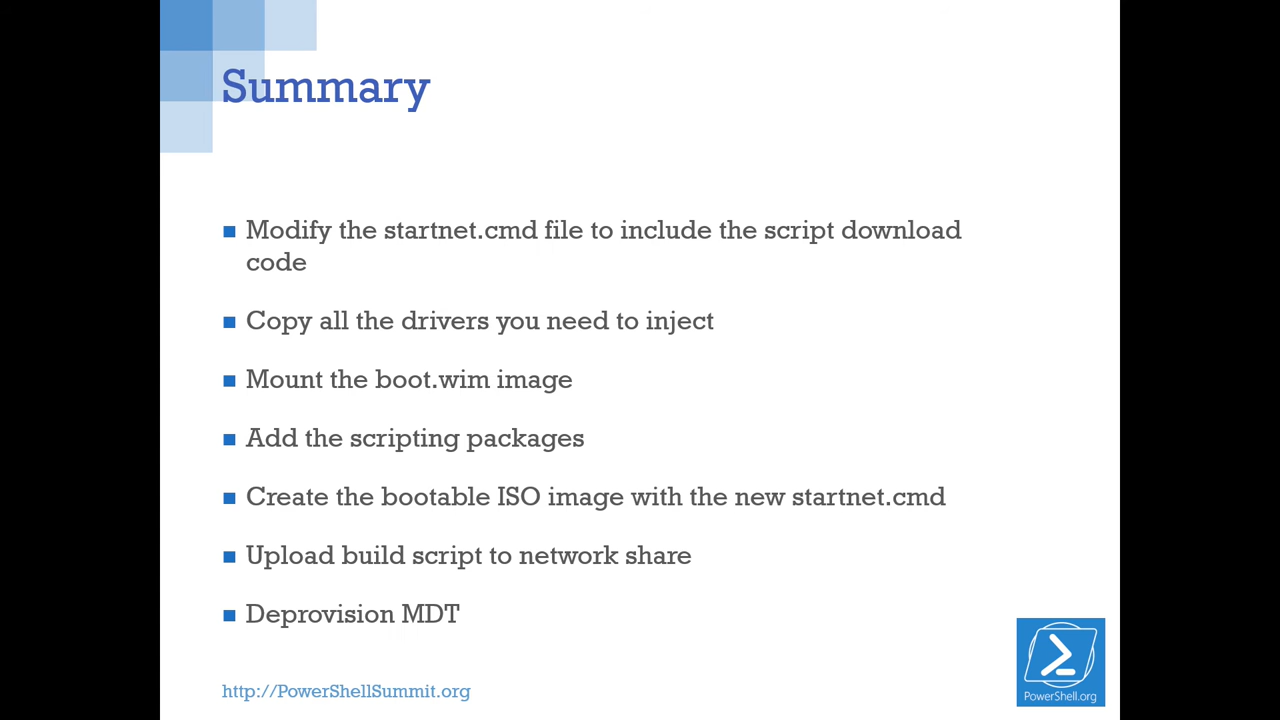 Summary
Modify the startnet.cmd file to include the script download
code
Copy all the drivers you need to inject
Mount the boot.wim image
Add the scripting packages
Create the bootable ISO image with the new startnet.cmd
Upload build script to network share
Deprovision MDT
http://PowerShellSummit.org
PowerShell.org